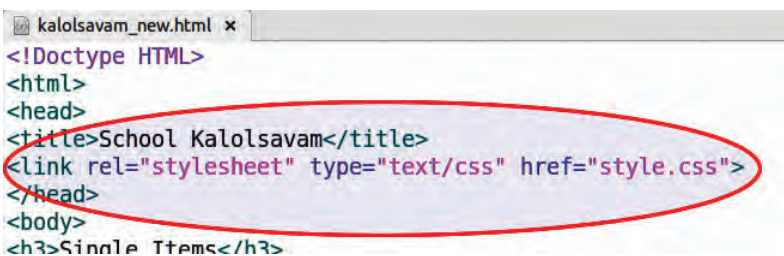 kalolsavam_new.html ×
<!Doctype HTML>
<html>
<head>
<title>School Kalolsavam</title>
<link rel="stylesheet" type="text/css" href="style.css">
</head>
<body>
<h3>Single Items</h3>